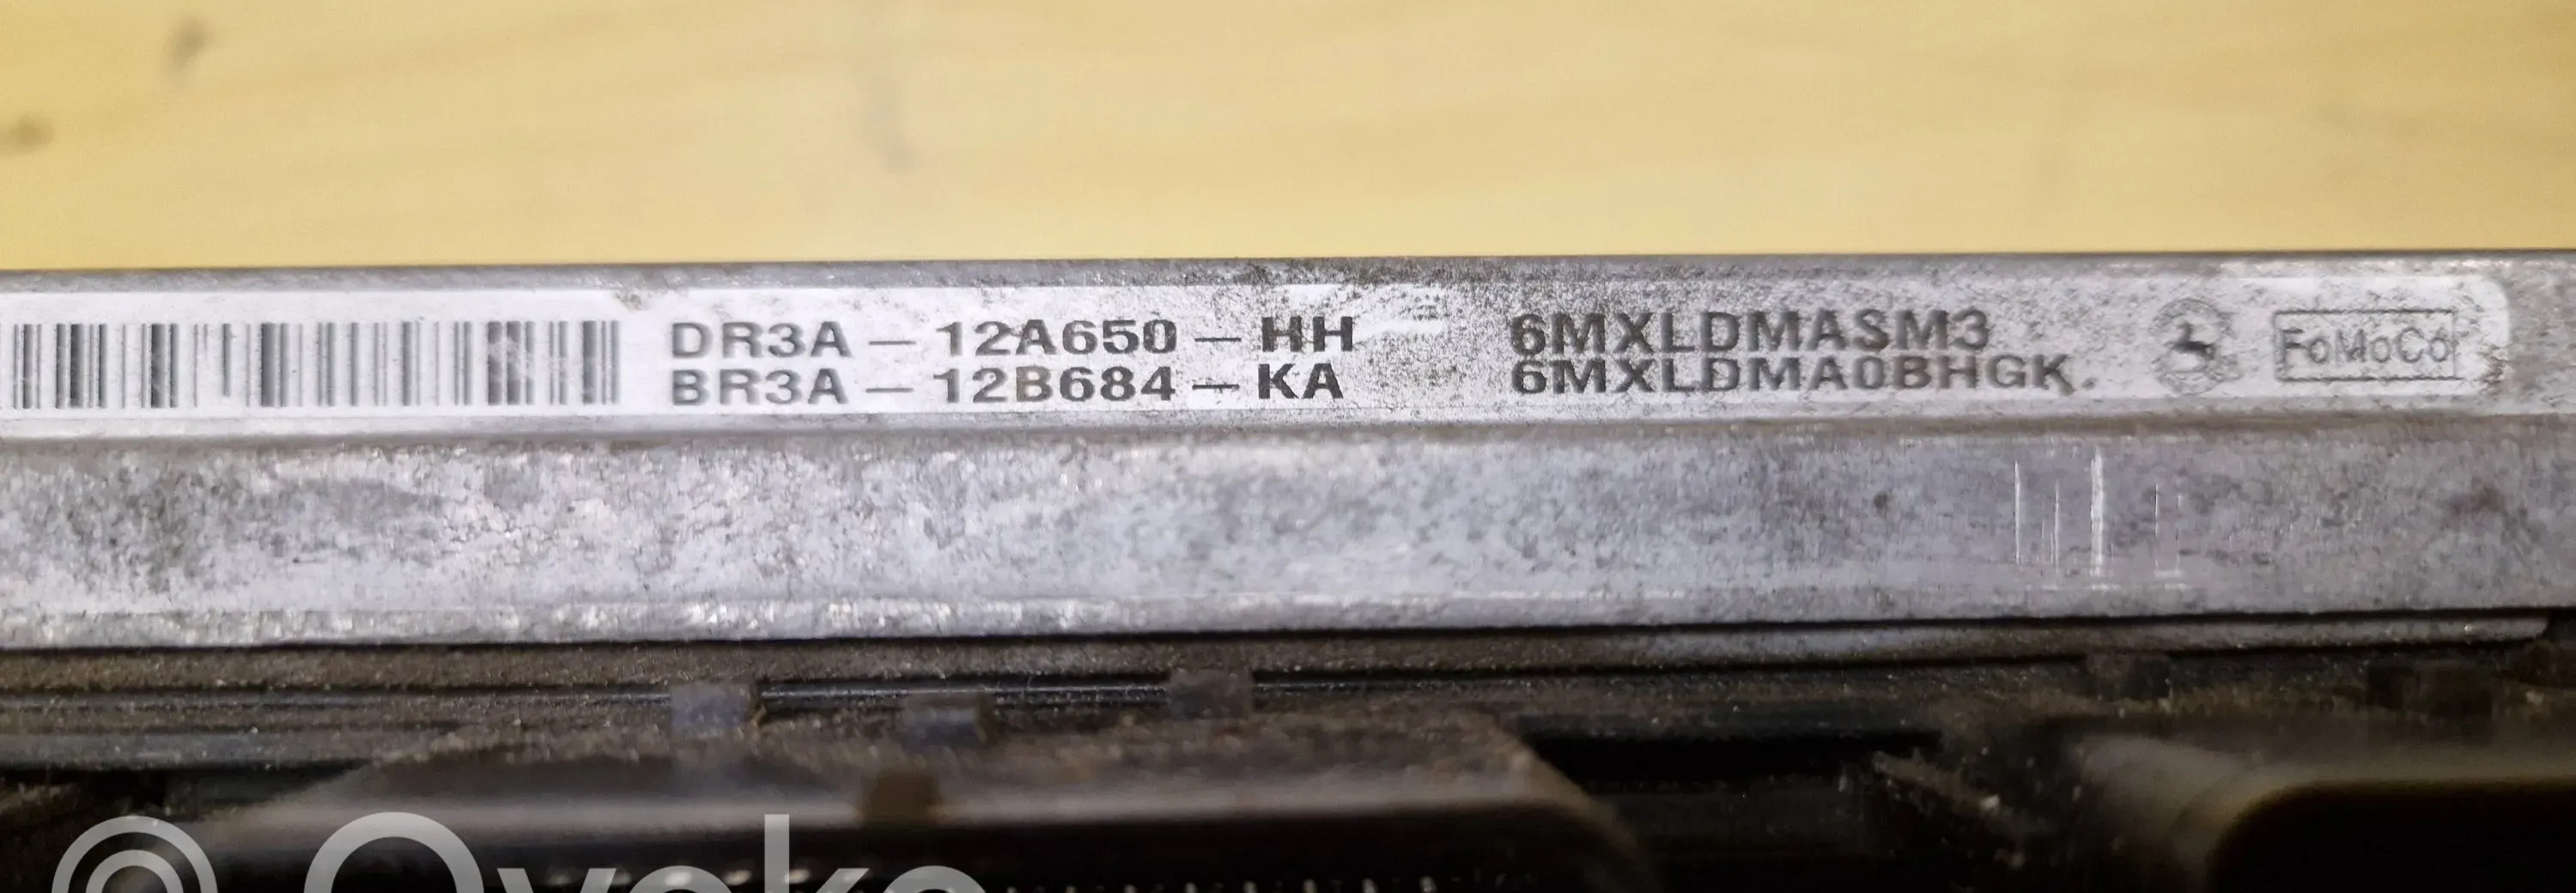 DR3A - 12A650 - HH 6MXLDMASM3
BR3A - 12B684 - KA 6MXLDMA0BHGK.
FoMoCo